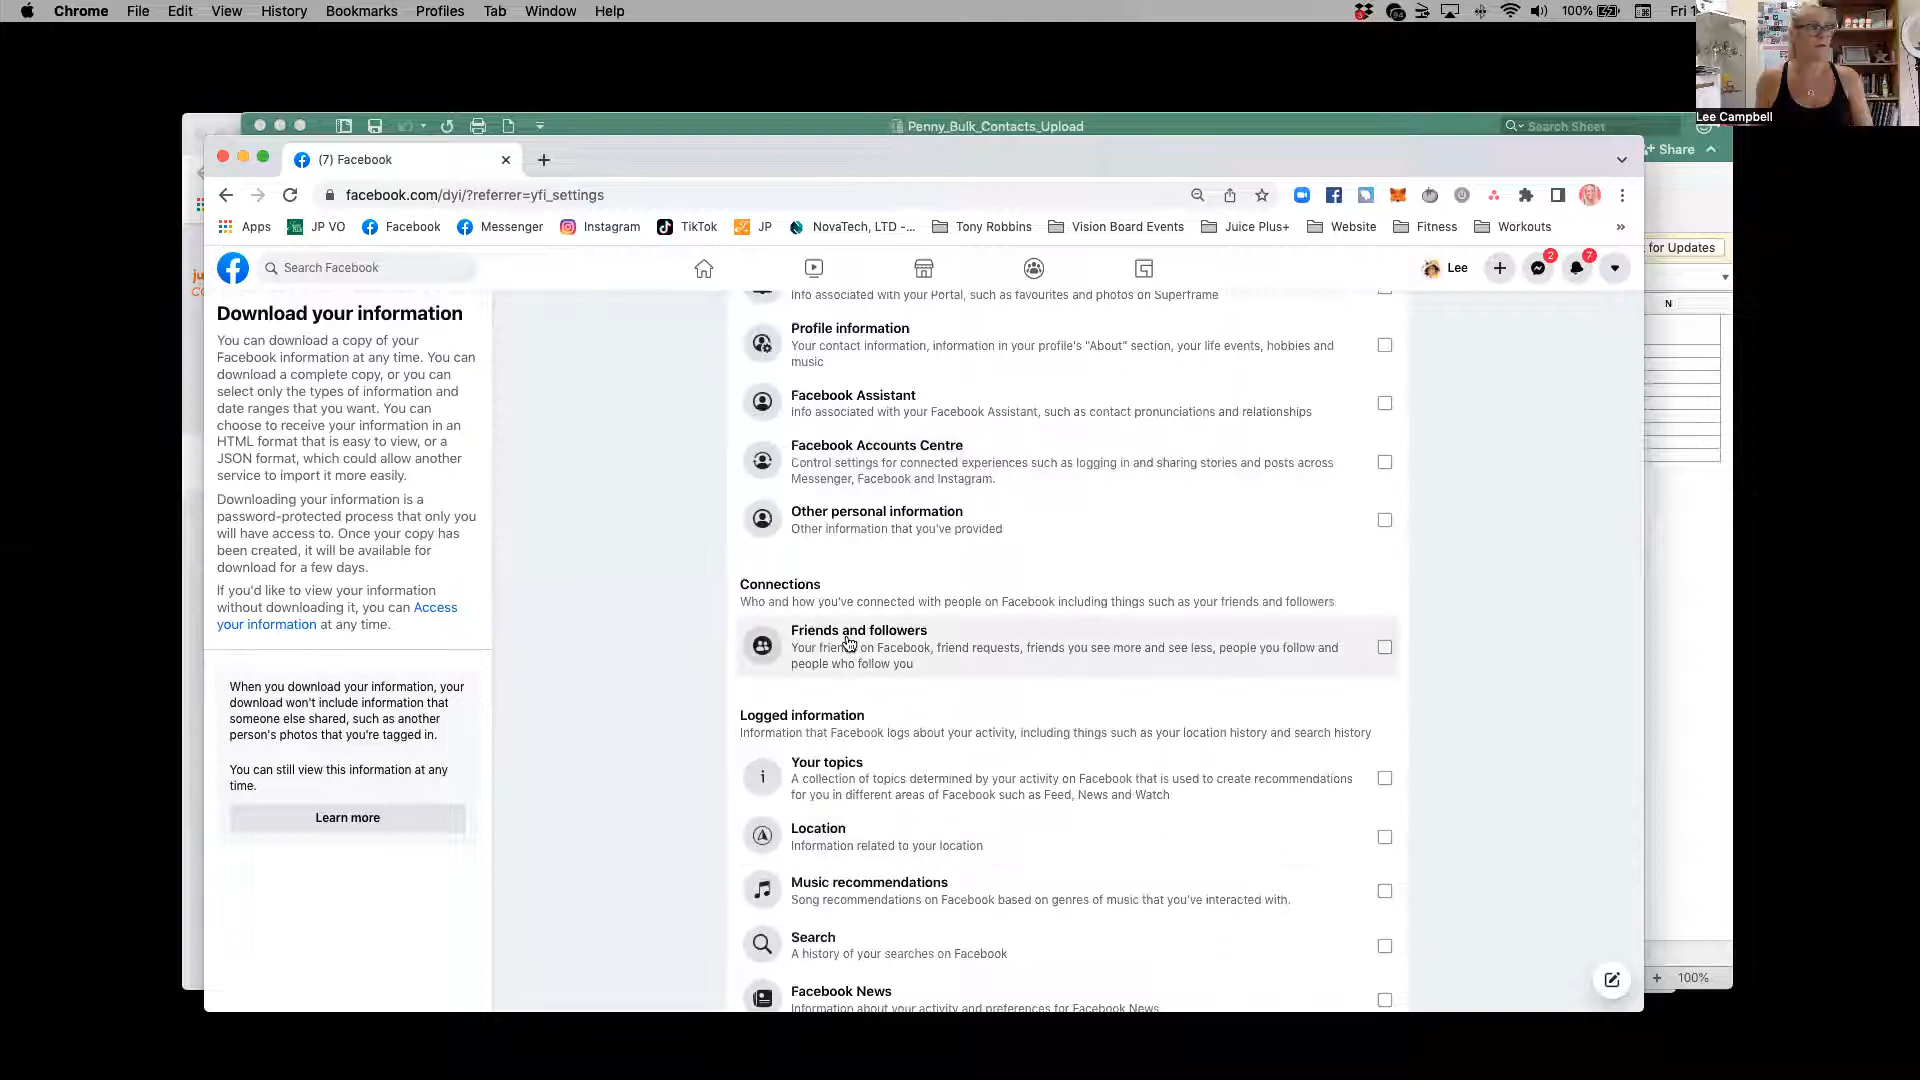 Chrome File Edit View History Bookmarks Profiles Tab Window Help
100% Fri 1
Lee Campbell
Penny_Bulk_Contacts_Upload
Search Sheet
Share
(7) Facebook
facebook.com/dyi/?referrer=yfi_settings
Apps JP VO Facebook Messenger Instagram TikTok JP NovaTech, LTD -... Tony Robbins Vision Board Events Juice Plus+ Website Fitness Workouts »
for Updates
Search Facebook
Lee
2
7
N
Download your information
You can download a copy of your
Facebook information at any time. You can
download a complete copy, or you can
select only the types of information and
date ranges that you want. You can
choose to receive your information in an
HTML format that is easy to view, or a
JSON format, which could allow another
service to import it more easily.
Downloading your information is a
password-protected process that only you
will have access to. Once your copy has
been created, it will be available for
download for a few days.
If you'd like to view your information
without downloading it, you can Access
your information at any time.
When you download your information, your
download won't include information that
someone else shared, such as another
person's photos that you're tagged in.
You can still view this information at any
time.
Learn more
Info associated with your Portal, such as favourites and photos on Superframe
Profile information
Your contact information, information in your profile's "About" section, your life events, hobbies and
music
Facebook Assistant
Info associated with your Facebook Assistant, such as contact pronunciations and relationships
Facebook Accounts Centre
Control settings for connected experiences such as logging in and sharing stories and posts across
Messenger, Facebook and Instagram.
Other personal information
Other information that you've provided
Connections
Who and how you've connected with people on Facebook including things such as your friends and followers
Friends and followers
Your friends on Facebook, friend requests, friends you see more and see less, people you follow and
people who follow you
Logged information
Information that Facebook logs about your activity, including things such as your location history and search history
Your topics
A collection of topics determined by your activity on Facebook that is used to create recommendations
for you in different areas of Facebook such as Feed, News and Watch
Location
Information related to your location
Music recommendations
Song recommendations on Facebook based on genres of music that you've interacted with.
Search
A history of your searches on Facebook
Facebook News
Information about your activity and preferences for Facebook News
100%